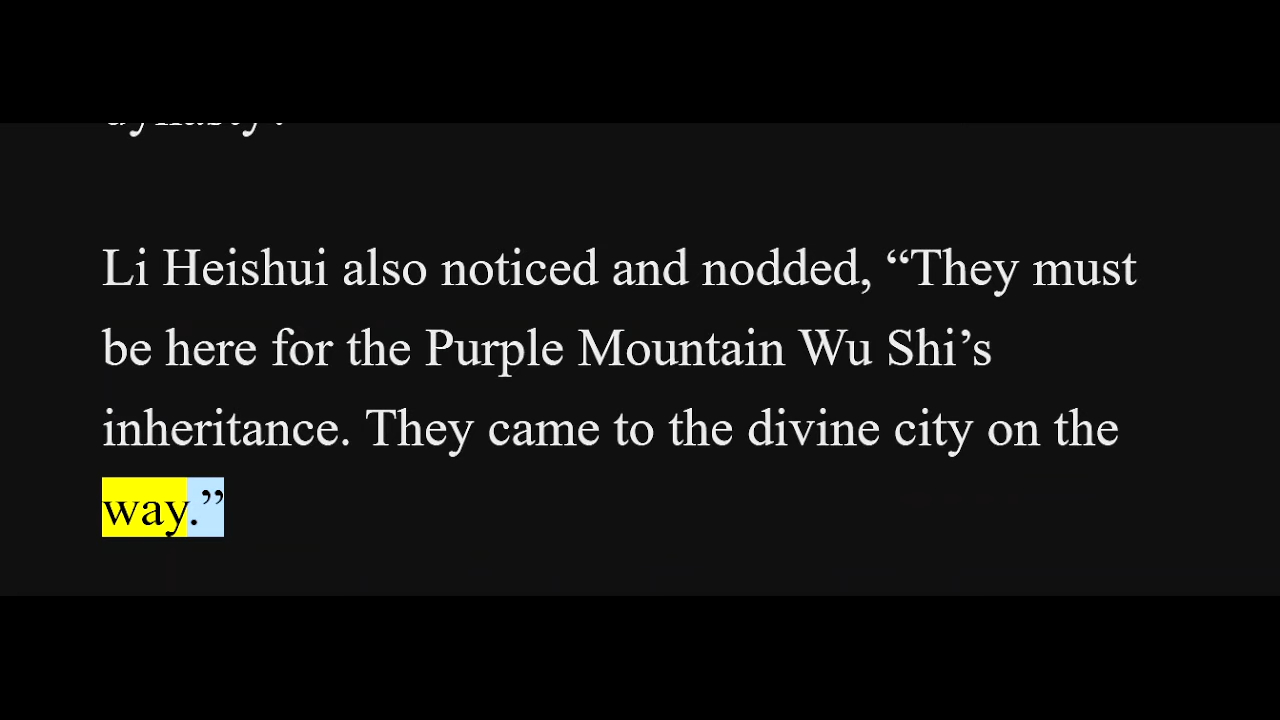 dynasty?
Li Heishui also noticed and nodded, “They must
be here for the Purple Mountain Wu Shi’s
inheritance. They came to the divine city on the
way.”